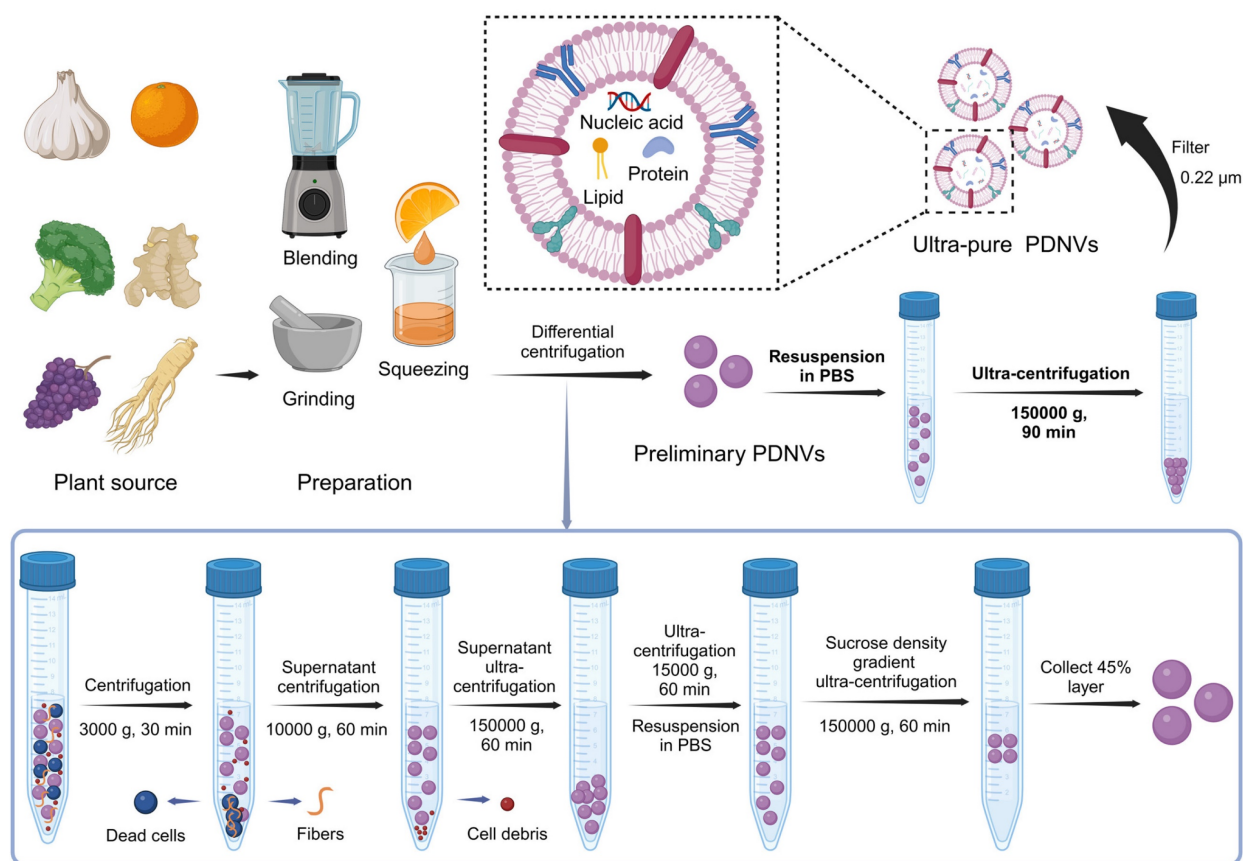 Nucleic acid
Protein
Lipid
Filter
0.22 μm
Ultra-pure PDNVs
Blending
Grinding
Squeezing
Differential
centrifugation
Resuspension
in PBS
Ultra-centrifugation
150000 g,
90 min
Plant source
Preparation
Preliminary PDNVs
Centrifugation
3000 g, 30 min
Supernatant
centrifugation
10000 g, 60 min
Supernatant
ultra-
centrifugation
150000 g,
60 min
Ultra-
centrifugation
15000 g,
60 min
Resuspension
in PBS
Sucrose density
gradient
ultra-centrifugation
150000 g, 60 min
Collect 45%
layer
Dead cells
Fibers
Cell debris